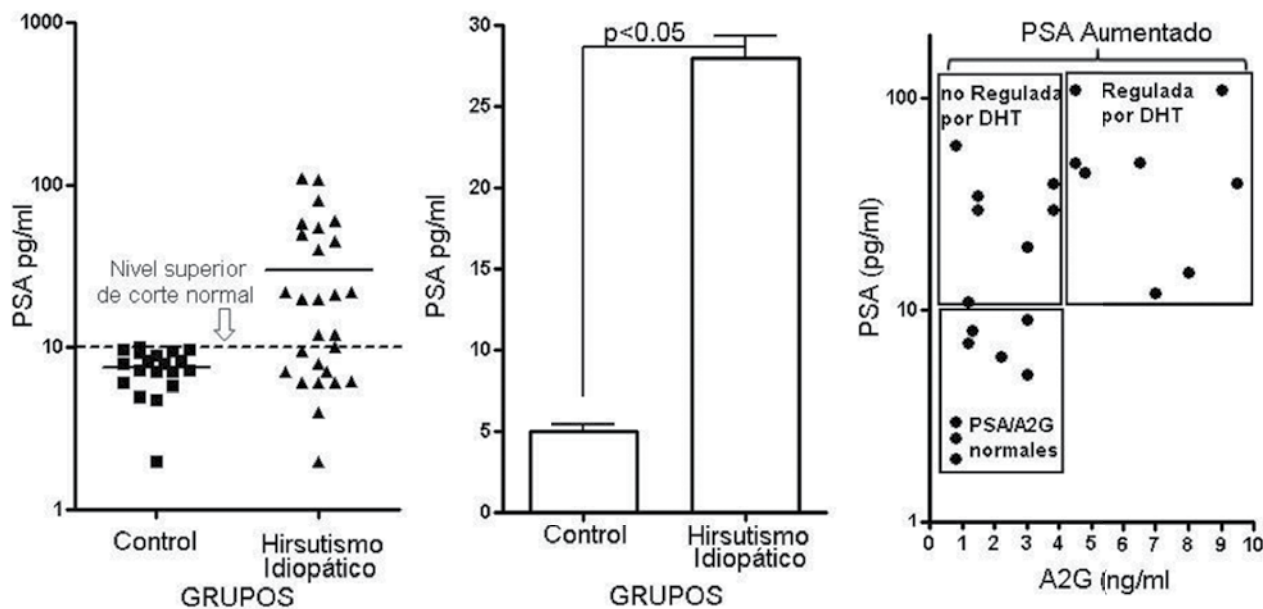 1000
100
10
1
PSA pg/ml
Nivel superior
de corte normal
Control
Hirsutismo
Idiopático
GRUPOS
30
25
20
15
10
5
0
PSA pg/ml
p<0.05
Control
Hirsutismo
Idiopático
GRUPOS
PSA Aumentado
no Regulada
por DHT
Regulada
por DHT
PSA/A2G
normales
100
10
1
PSA (pg/ml)
0 1 2 3 4 5 6 7 8 9 10
A2G (ng/ml